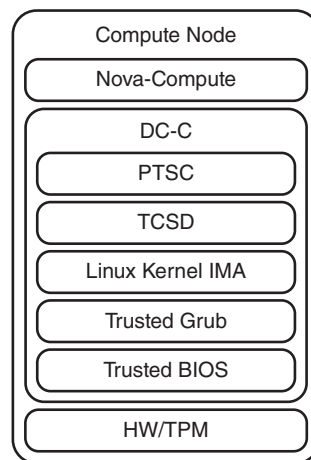 Compute Node
Nova-Compute
DC-C
PTSC
TCSD
Linux Kernel IMA
Trusted Grub
Trusted BIOS
HW/TPM